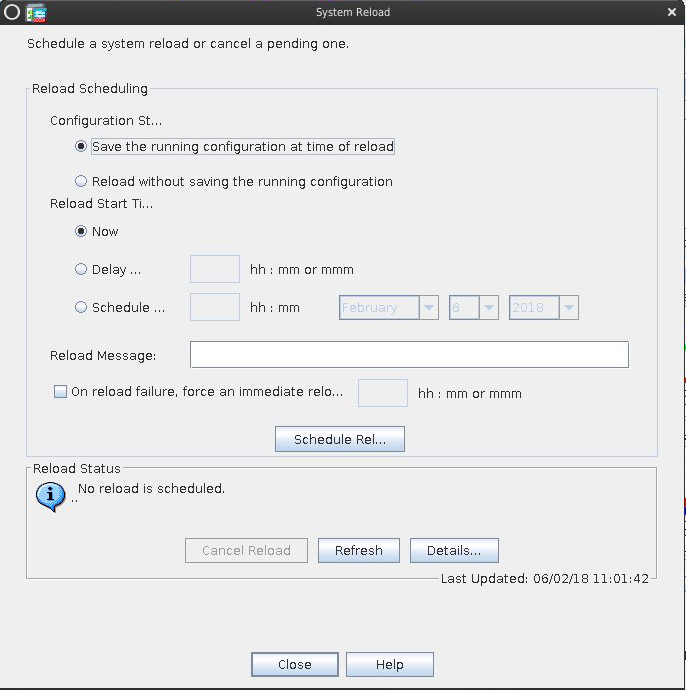 System Reload
Schedule a system reload or cancel a pending one.
Reload Scheduling
Configuration St...
Save the running configuration at time of reload
Reload without saving the running configuration
Reload Start Ti...
Now
Delay ... hh : mm or mmm
Schedule ... hh : mm February 6 2018
Reload Message:
On reload failure, force an immediate relo... hh : mm or mmm
Schedule Rel...
Reload Status
No reload is scheduled.
..
Cancel Reload Refresh Details...
Last Updated: 06/02/18 11:01:42
Close Help